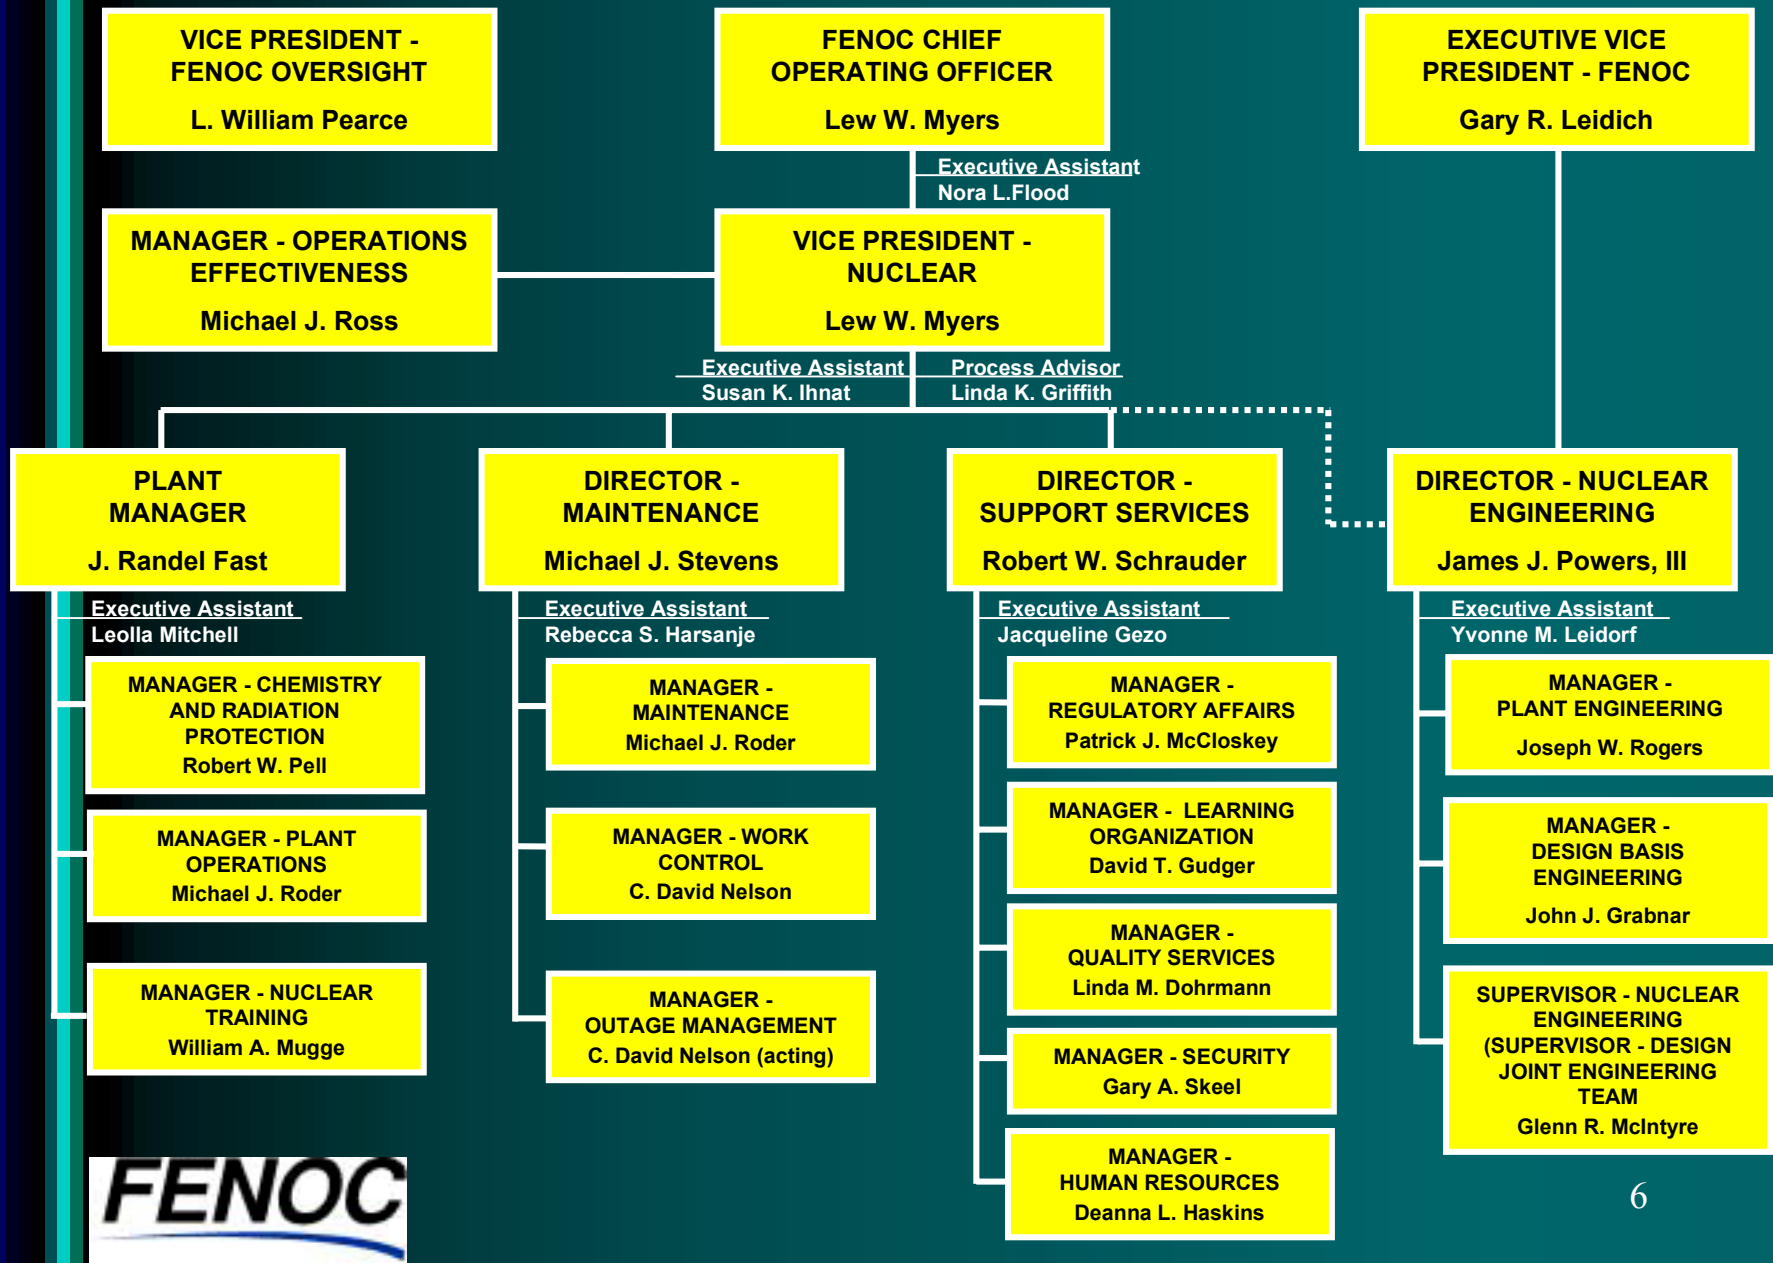 VICE PRESIDENT -
FENOC OVERSIGHT
L. William Pearce
FENOC CHIEF
OPERATING OFFICER
Lew W. Myers
EXECUTIVE VICE
PRESIDENT - FENOC
Gary R. Leidich
Executive Assistant
Nora L.Flood
MANAGER - OPERATIONS
EFFECTIVENESS
Michael J. Ross
VICE PRESIDENT -
NUCLEAR
Lew W. Myers
Executive Assistant
Susan K. Ihnat
Process Advisor
Linda K. Griffith
PLANT
MANAGER
J. Randel Fast
Executive Assistant
Leolla Mitchell
MANAGER - CHEMISTRY
AND RADIATION
PROTECTION
Robert W. Pell
MANAGER - PLANT
OPERATIONS
Michael J. Roder
MANAGER - NUCLEAR
TRAINING
William A. Mugge
DIRECTOR -
MAINTENANCE
Michael J. Stevens
Executive Assistant
Rebecca S. Harsanje
MANAGER -
MAINTENANCE
Michael J. Roder
MANAGER - WORK
CONTROL
C. David Nelson
MANAGER -
OUTAGE MANAGEMENT
C. David Nelson (acting)
DIRECTOR -
SUPPORT SERVICES
Robert W. Schrauder
Executive Assistant
Jacqueline Gezo
MANAGER -
REGULATORY AFFAIRS
Patrick J. McCloskey
MANAGER - LEARNING
ORGANIZATION
David T. Gudger
MANAGER -
QUALITY SERVICES
Linda M. Dohrmann
MANAGER - SECURITY
Gary A. Skeel
MANAGER -
HUMAN RESOURCES
Deanna L. Haskins
DIRECTOR - NUCLEAR
ENGINEERING
James J. Powers, III
Executive Assistant
Yvonne M. Leidorf
MANAGER -
PLANT ENGINEERING
Joseph W. Rogers
MANAGER -
DESIGN BASIS
ENGINEERING
John J. Grabnar
SUPERVISOR - NUCLEAR
ENGINEERING
(SUPERVISOR - DESIGN
JOINT ENGINEERING
TEAM
Glenn R. McIntyre
FENOC
6